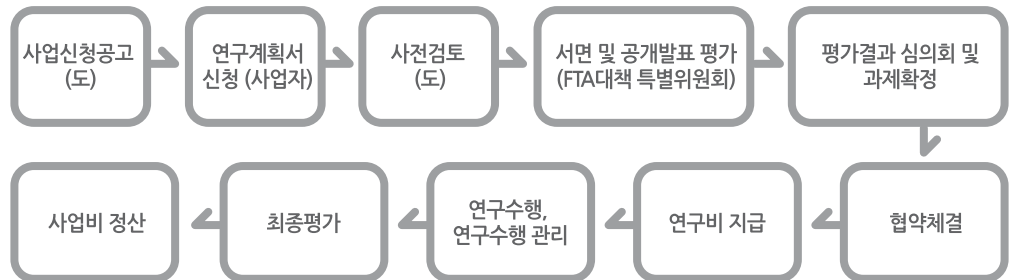 사업신청공고
(도)
연구계획서
신청 (사업자)
사전검토
(도)
서면 및 공개발표 평가
(FTA대책 특별위원회)
평가결과 심의회 및
과제확정
협약체결
연구비 지급
연구수행,
연구수행 관리
최종평가
사업비 정산